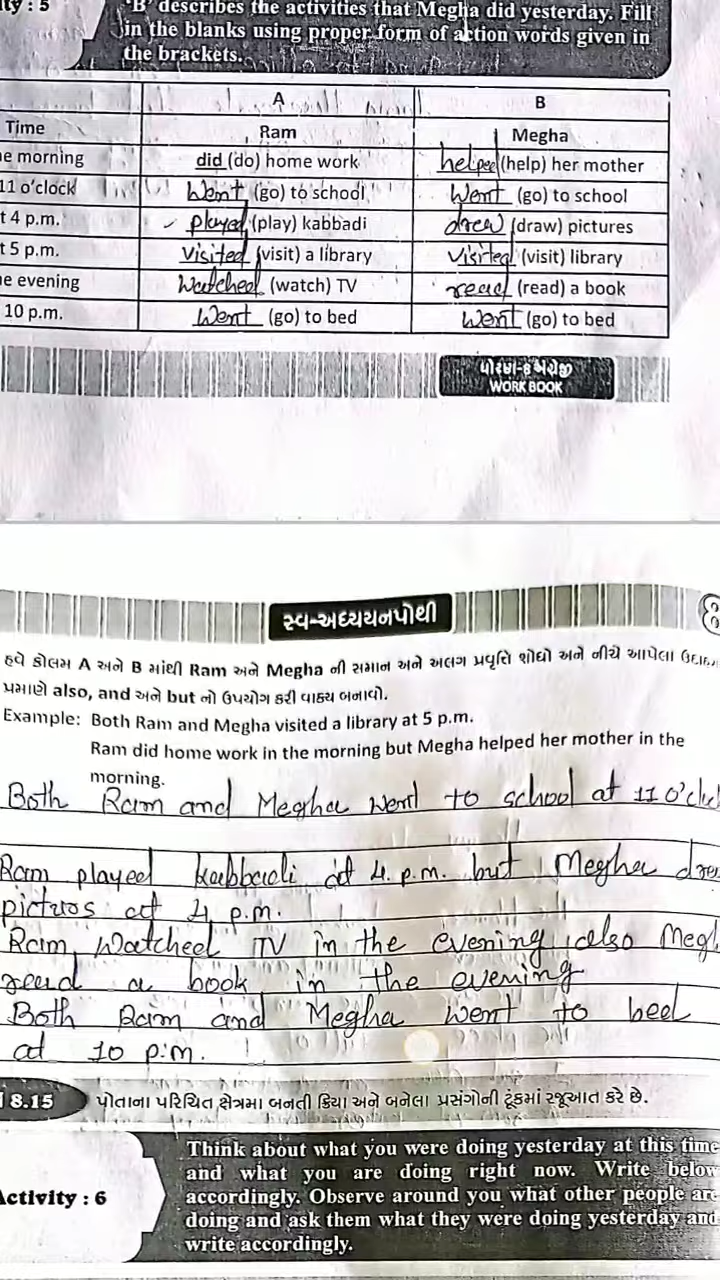 ty : 5
'B' describes the activities that Megha did yesterday. Fill
in the blanks using proper form of action words given in
the brackets.
A B
Time Ram Megha
e morning did (do) home work helped (help) her mother
11 o'clock Went (go) to school Went (go) to school
t 4 p.m. played (play) kabbadi drew (draw) pictures
t 5 p.m. visited (visit) a library visited (visit) library
e evening Watched (watch) TV read (read) a book
10 p.m. Went (go) to bed went (go) to bed
ધોરણ-8 અંગ્રેજી
WORK BOOK
સ્વ-અધ્યયનપોથી
હવે કોલમ A અને B માંથી Ram અને Megha ની સમાન અને અલગ પ્રવૃત્તિ શોધો અને નીચે આપેલા ઉદાહ
પ્રમાણે also, and અને but નો ઉપયોગ કરી વાક્ય બનાવો.
Example: Both Ram and Megha visited a library at 5 p.m.
Ram did home work in the morning but Megha helped her mother in the
morning.
Both Ram and Megha went to school at 11 o'clo
Ram played kabbadi at 4. p.m. but Megha dre
picturos at 4 p.m.
Ram Watched TV in the evening also Megh
read a book in the evening
Both Ram and Megha went to bed
at 10 p.m.
8.15 પોતાના પરિચિત ક્ષેત્રમા બનતી ક્રિયા અને બનેલા પ્રસંગોની ટૂંકમાં રજૂઆત કરે છે.
Activity : 6
Think about what you were doing yesterday at this time
and what you are doing right now. Write below
accordingly. Observe around you what other people are
doing and ask them what they were doing yesterday and
write accordingly.